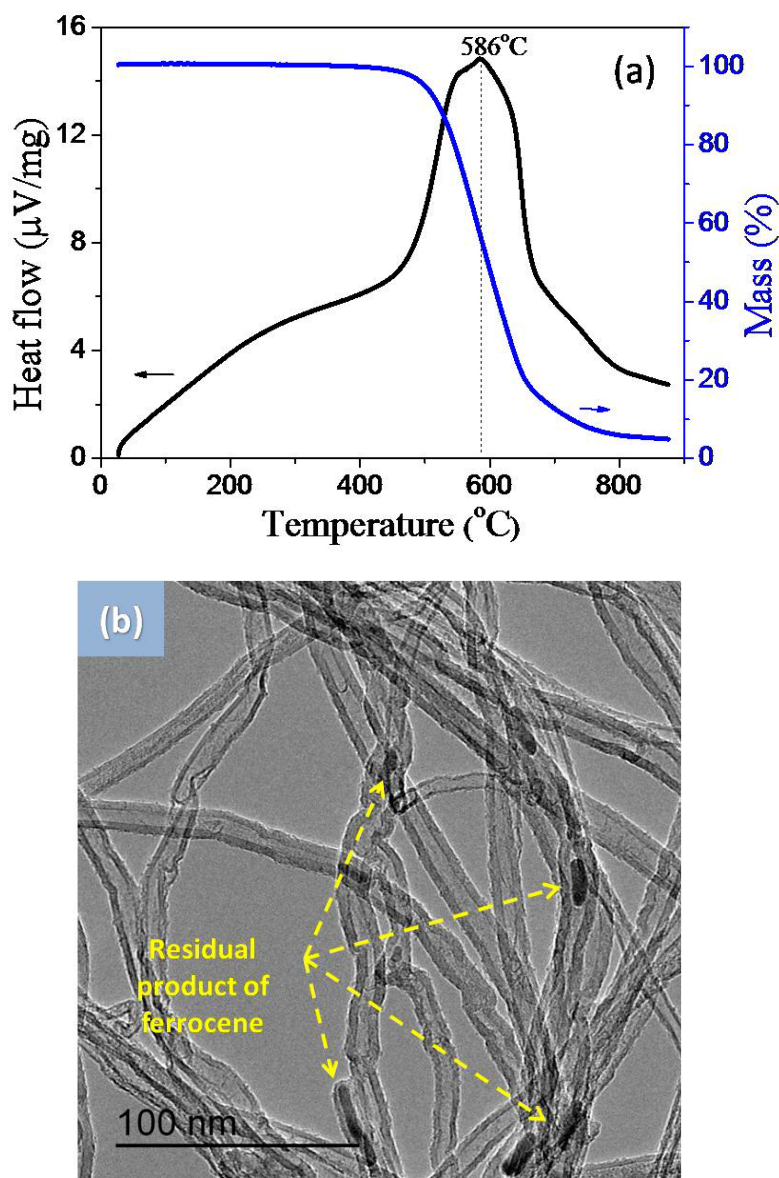 16
12
8
4
0
Heat flow (µV/mg)
586°C
(a)
100
80
60
40
20
0
Mass (%)
0
200
400
600
800
Temperature (°C)
(b)
Residual
product of
ferrocene
100 nm